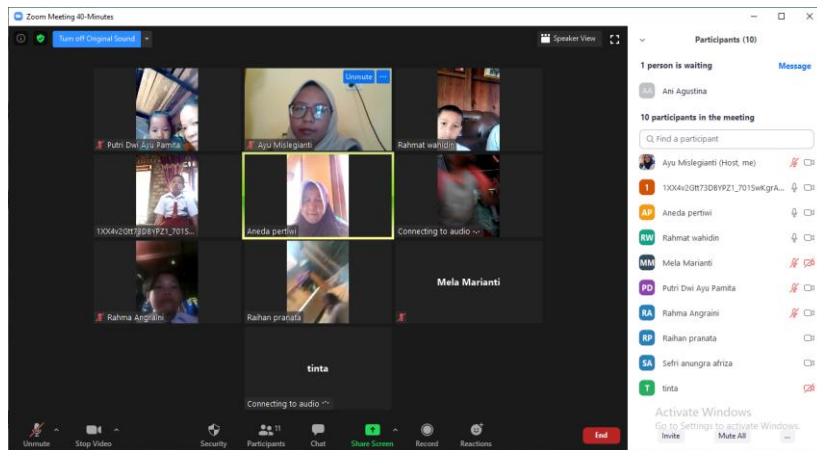 Zoom Meeting 40-Minutes
Turn off Original Sound
Speaker View
Putri Dwi Ayu Pamita
Unmute ...
Ayu Mislegianti
Rahmat wahidin
1XX4v2Gtt73D8YPZ1_701S...
Aneda pertiwi
Connecting to audio
Rahma Angraini
Raihan pranata
Mela Marianti
tinta
Connecting to audio
Unmute
Stop Video
Security
Participants
11
Chat
Share Screen
Record
Reactions
End
Participants (10)
1 person is waiting
Message
AA
Ani Agustina
10 participants in the meeting
Find a participant
Ayu Mislegianti (Host, me)
1 1XX4v2Gtt73D8YPZ1_701SwKgrA...
AP Aneda pertiwi
RW Rahmat wahidin
MM Mela Marianti
PD Putri Dwi Ayu Pamita
RA Rahma Angraini
RP Raihan pranata
SA Sefri anungra afriza
T tinta
Activate Windows
Go to Settings to activate Windows.
Invite
Mute All
...